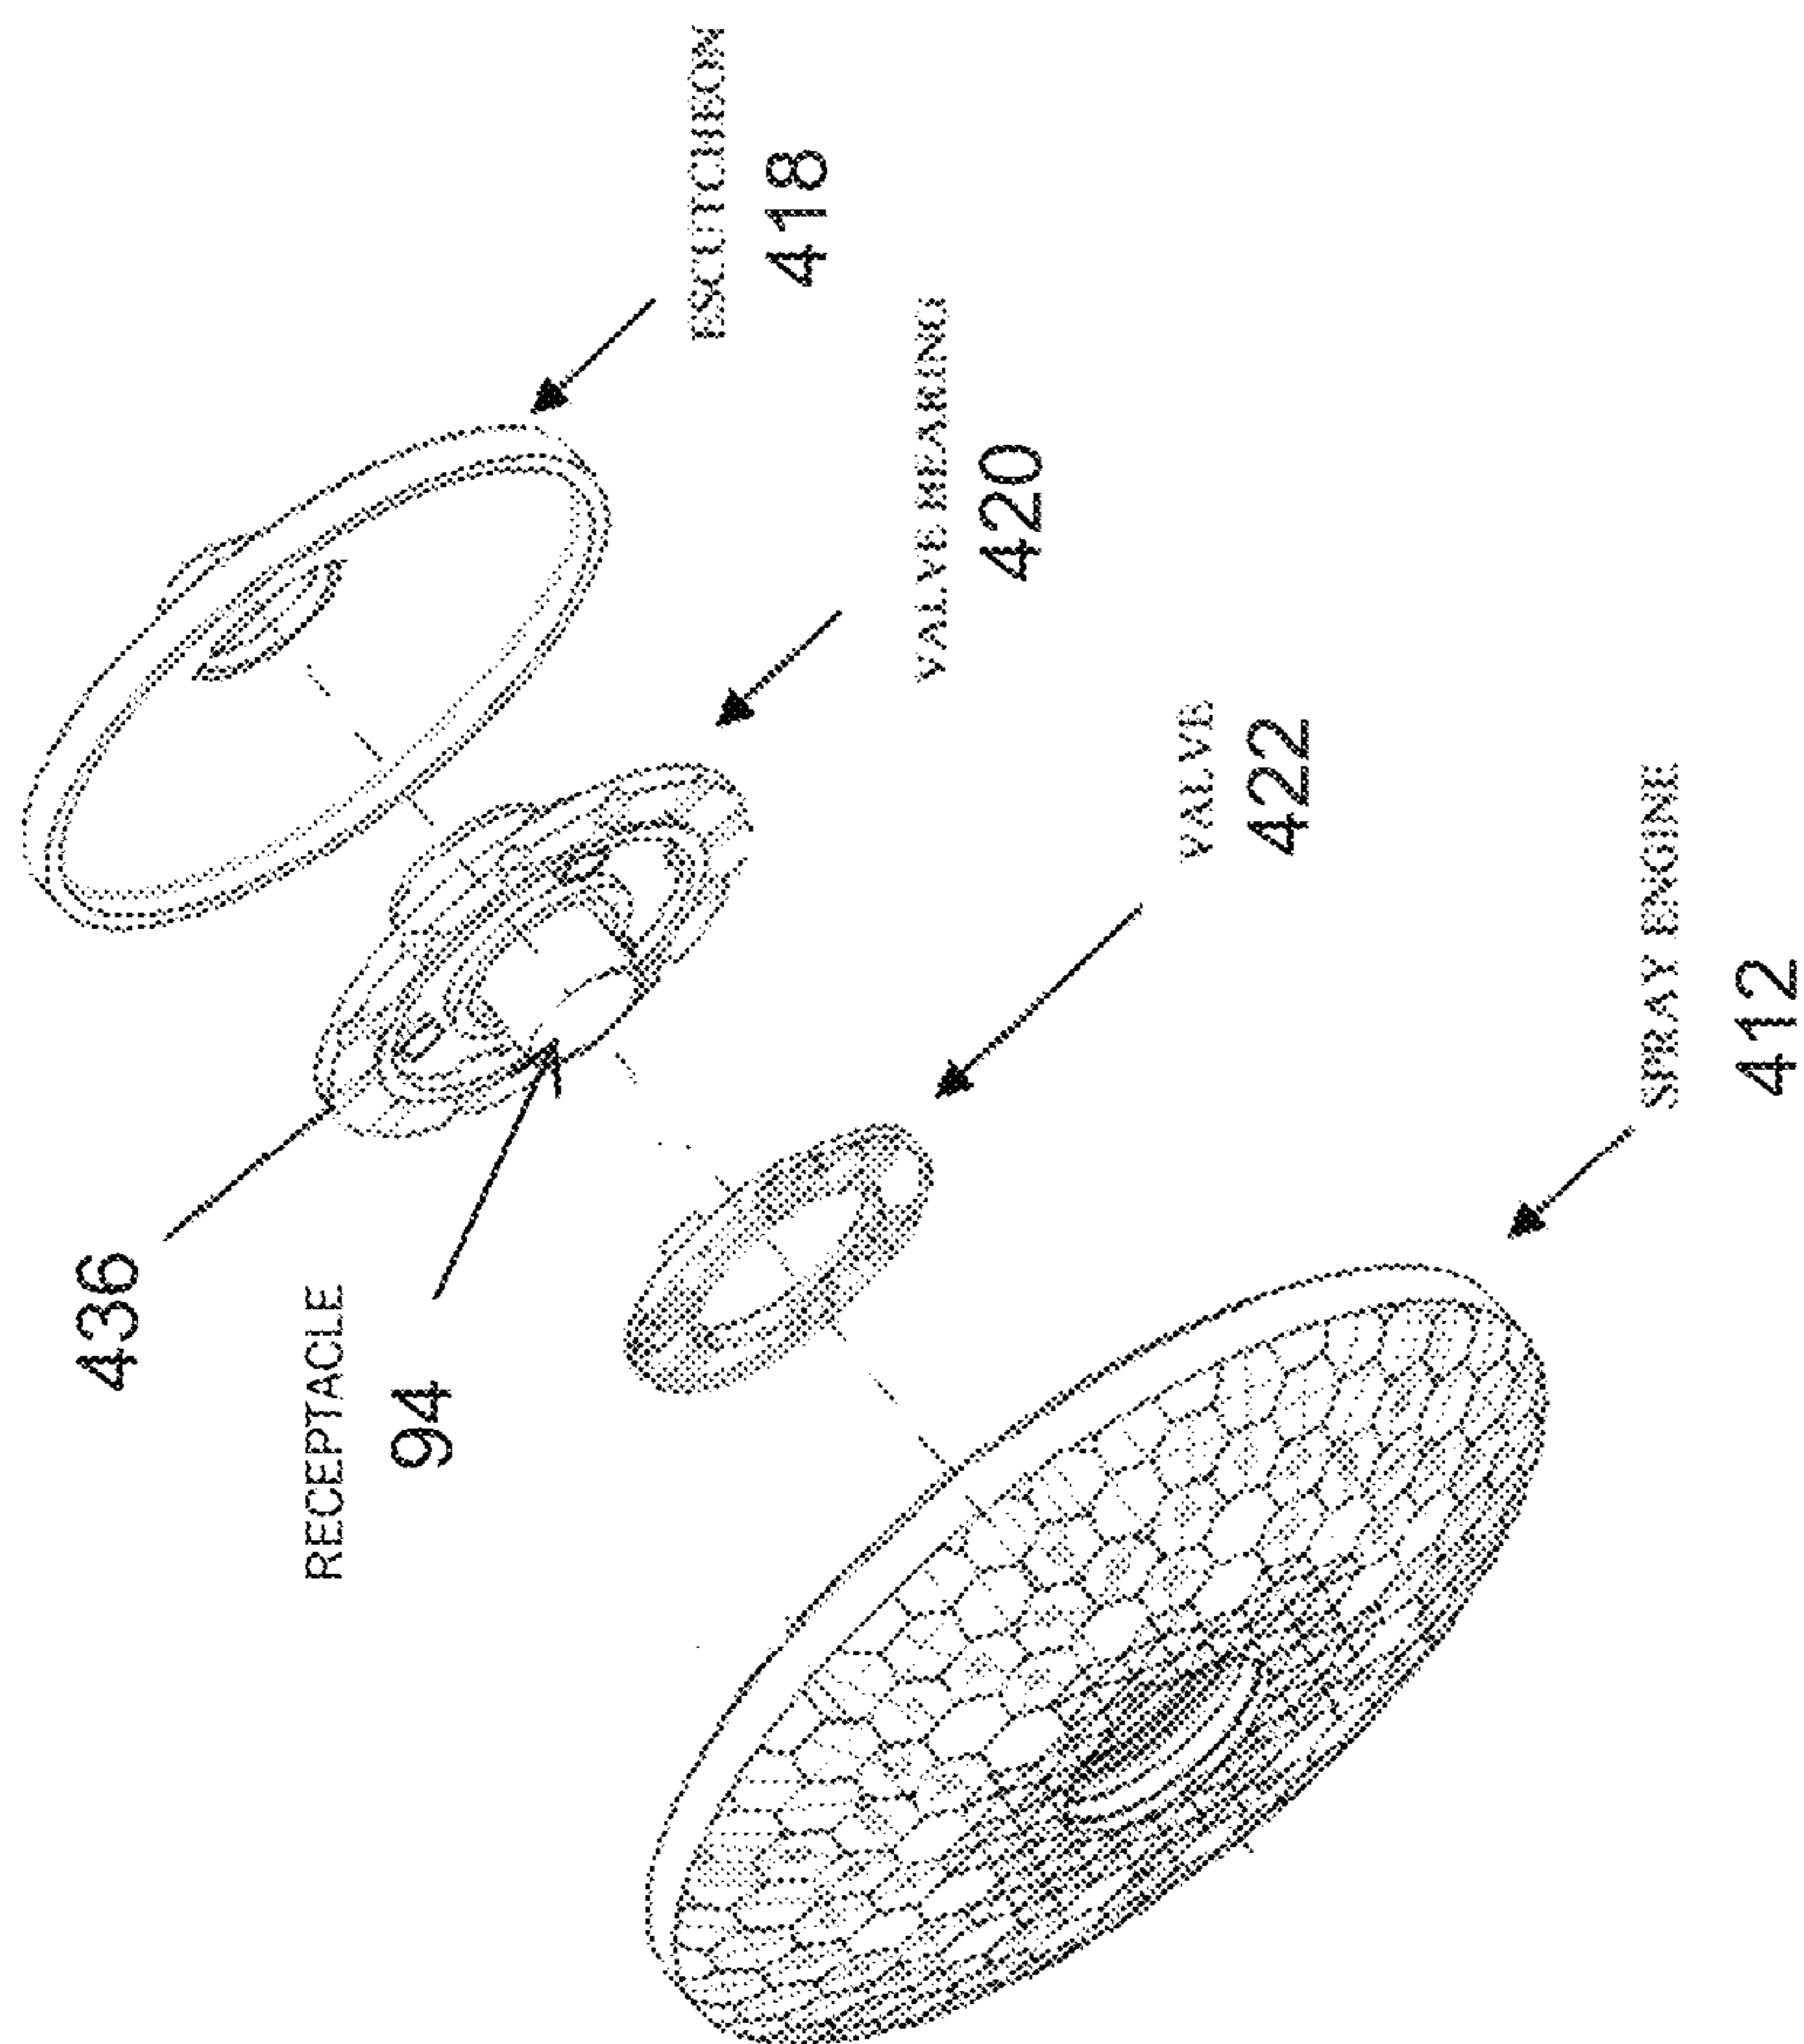 ESCUTCHEON
418
VALVE BEARING
420
VALVE
422
SPRAY ENGINE
412
436
RECEPTACLE
94